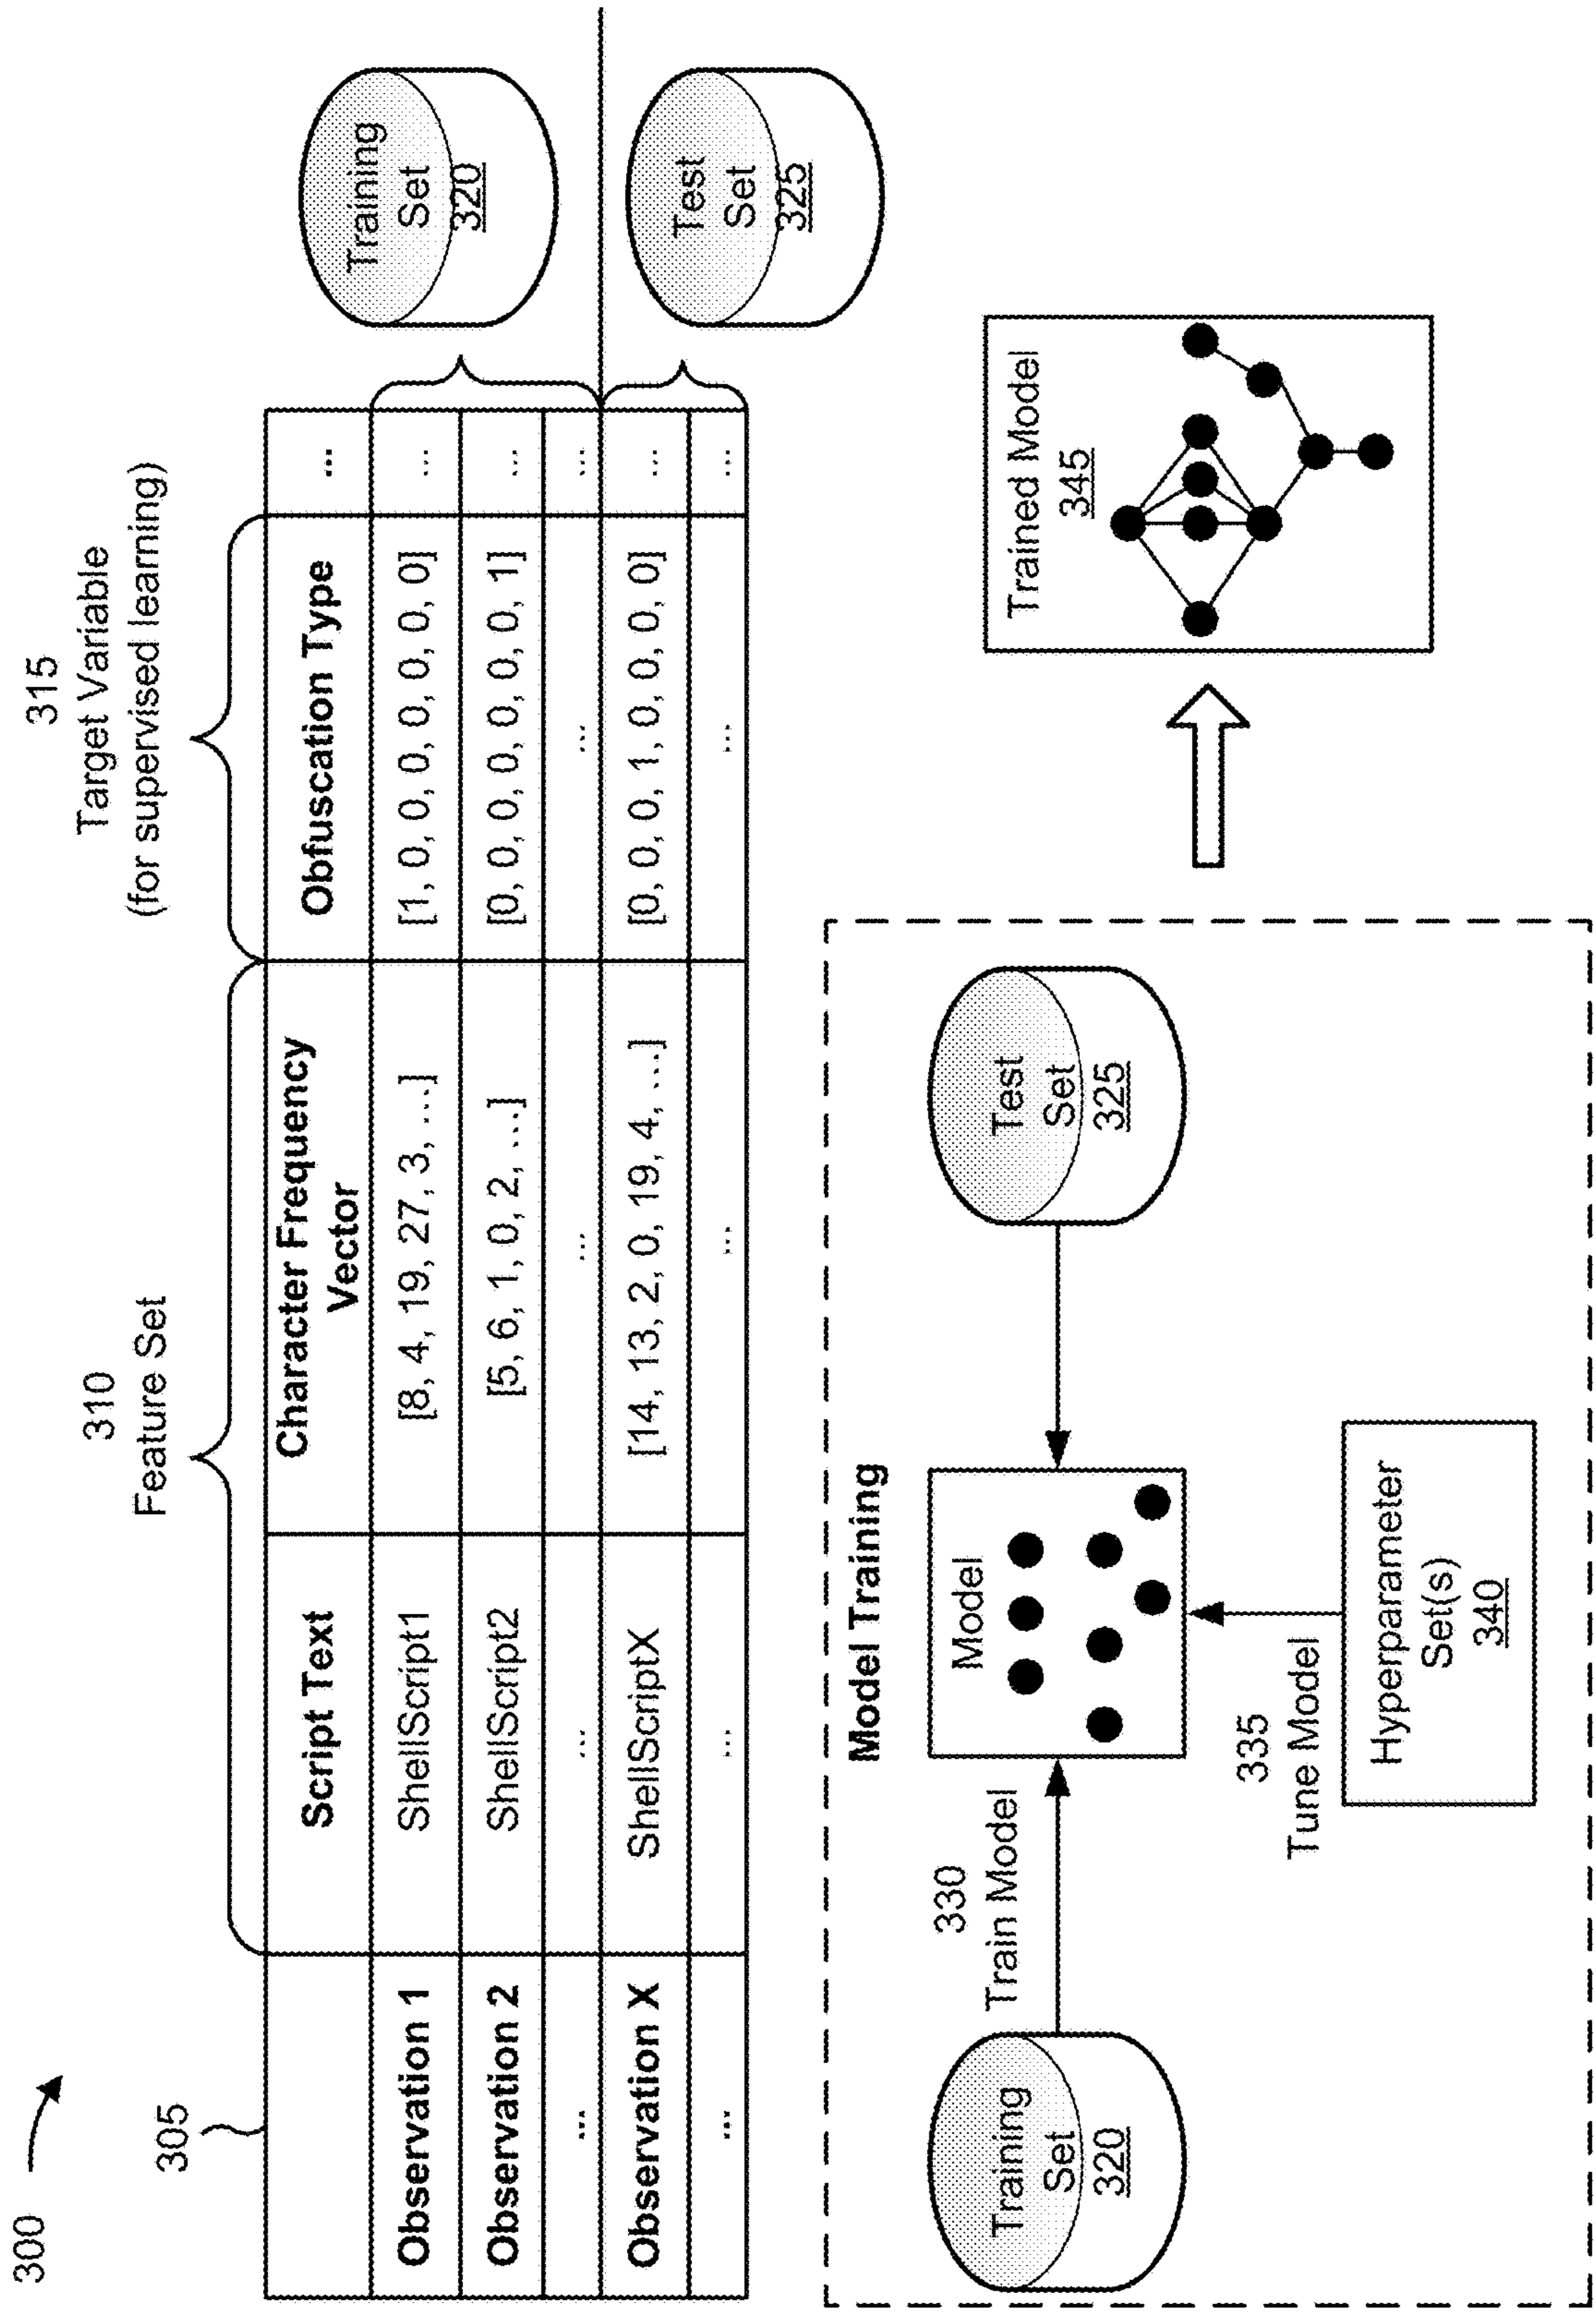 300
305
310
Feature Set
315
Target Variable
(for supervised learning)
Script Text
Character Frequency
Vector
Obfuscation Type
...
Observation 1
ShellScript1
[8, 4, 19, 27, 3, ...]
[1, 0, 0, 0, 0, 0, 0, 0]
...
Observation 2
ShellScript2
[5, 6, 1, 0, 2, ...]
[0, 0, 0, 0, 0, 0, 0, 1]
...
...
...
...
...
...
Observation X
ShellScriptX
[14, 13, 2, 0, 19, 4, ...]
[0, 0, 0, 1, 0, 0, 0, 0]
...
...
...
...
...
...
Training
Set
320
Test
Set
325
Model Training
Training
Set
320
330
Train Model
Model
Test
Set
325
335
Tune Model
Hyperparameter
Set(s)
340
Trained Model
345